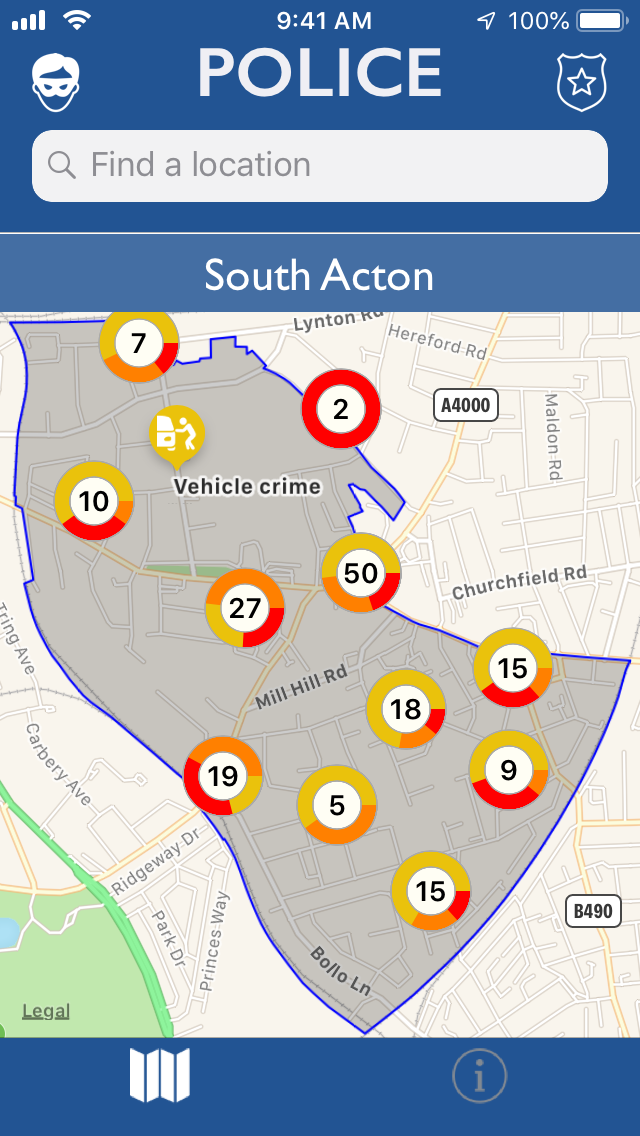 9:41 AM
100%
POLICE
Find a location
South Acton
Lynton Rd
Hereford Rd
7
2
A4000
Maldon Rd
Vehicle crime
10
50
Churchfield Rd
27
Tring Ave
15
Mill Hill Rd
18
Carbery Ave
19
9
5
Ridgeway Dr
15
B490
Princes Way
Park Dr
Bollo Ln
Legal
i